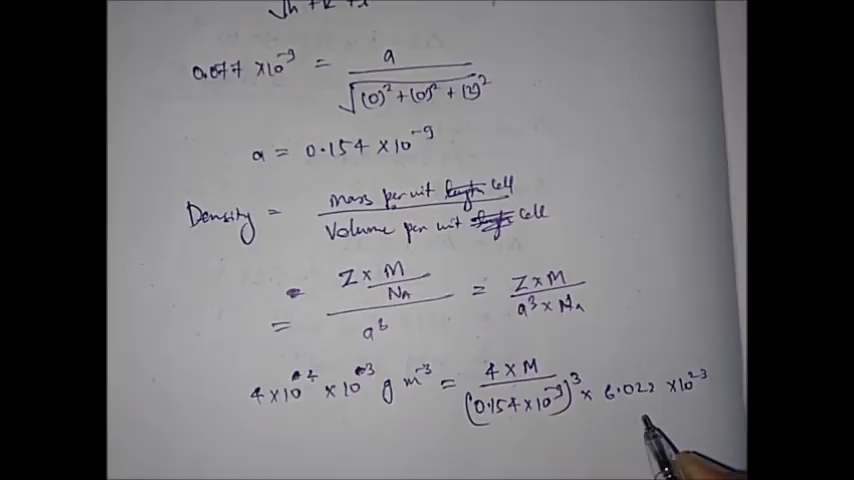 √h + k + l
0.077 ×10⁻⁹ = a / √(0)² + (0)² + (2)²
a = 0.154 ×10⁻⁹
Density = Mass per unit cell / Volume per unit cell
= Z × M/NA / a³ = Z × M / a³ × NA
4×10⁴ ×10³ g m⁻³ = 4 × M / (0.154×10⁻⁹)³ × 6.022 ×10²³